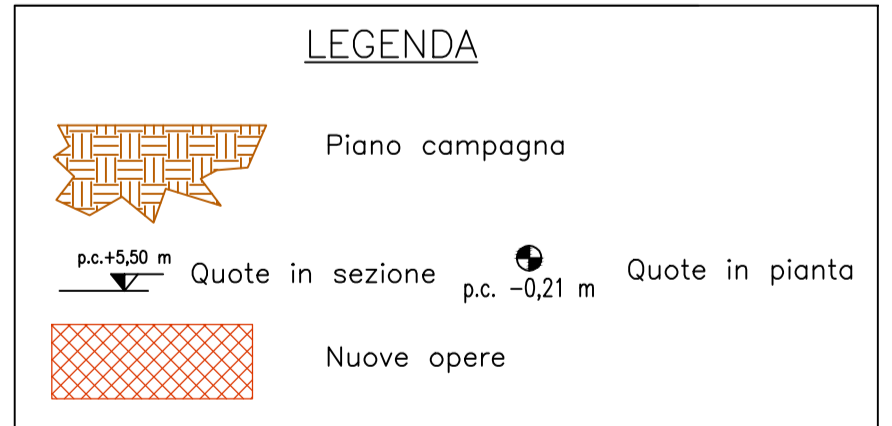 LEGENDA
Piano campagna
p.c.+5,50 m
Quote in sezione
p.c. -0,21 m
Quote in pianta
Nuove opere